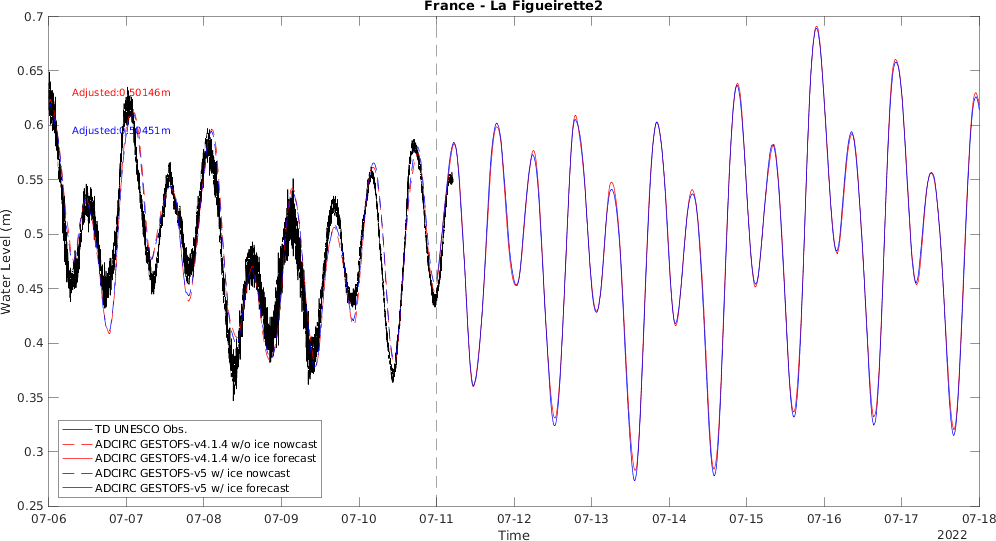 France - La Figueirette2
0.7
0.65
0.6
0.55
0.5
0.45
0.4
0.35
0.3
0.25
Water Level (m)
Adjusted:0.50146m
Adjusted:0.50451m
TD UNESCO Obs.
ADCIRC GESTOFS-v4.1.4 w/o ice nowcast
ADCIRC GESTOFS-v4.1.4 w/o ice forecast
ADCIRC GESTOFS-v5 w/ ice nowcast
ADCIRC GESTOFS-v5 w/ ice forecast
07-06 07-07 07-08 07-09 07-10 07-11 07-12 07-13 07-14 07-15 07-16 07-17 07-18
Time
2022